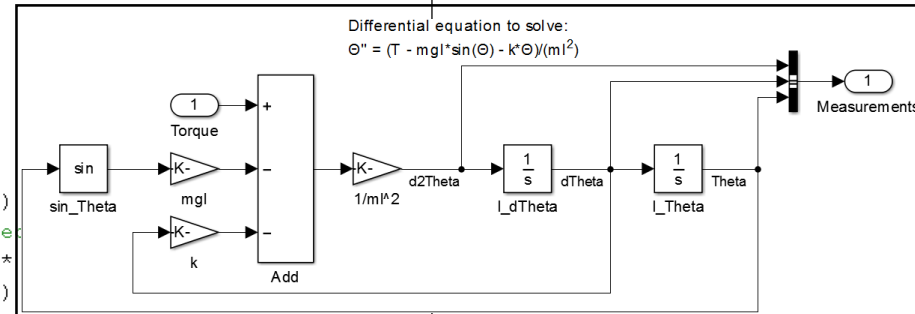 Differential equation to solve:
Θ'' = (T - mgl*sin(Θ) - k*Θ)/(ml²)
1
Torque
+
1
Measurements
sin
sin_Theta
-K-
mgl
−
-K-
1/ml^2
d2Theta
1
s
I_dTheta
dTheta
1
s
I_Theta
Theta
-K-
k
−
Add
)
e
*
)